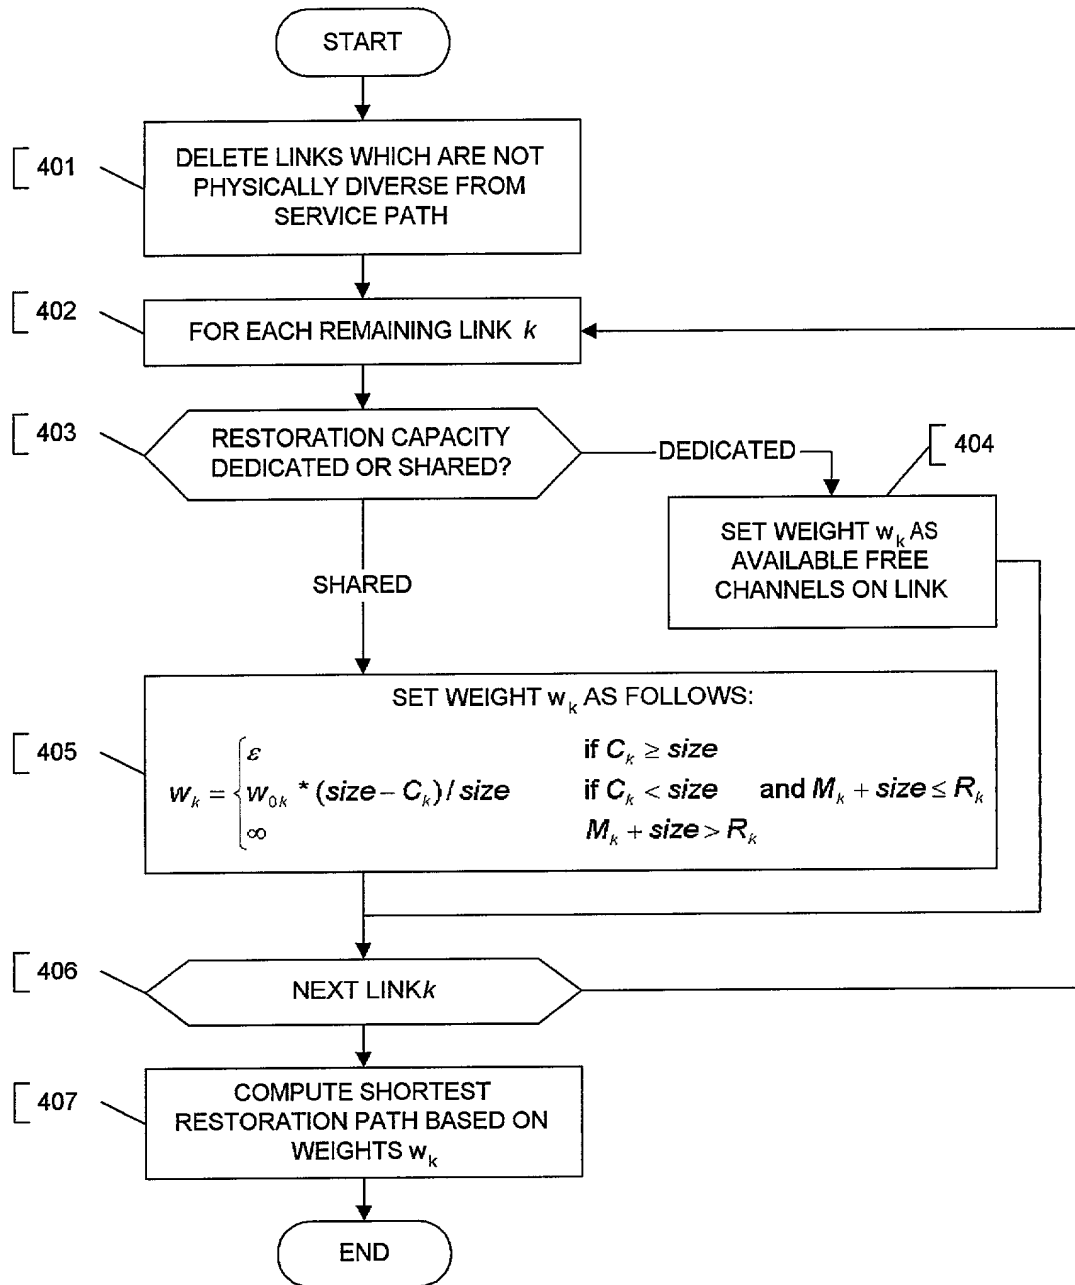 START
401
DELETE LINKS WHICH ARE NOT
PHYSICALLY DIVERSE FROM
SERVICE PATH
402
FOR EACH REMAINING LINK k
403
RESTORATION CAPACITY
DEDICATED OR SHARED?
DEDICATED
404
SET WEIGHT w_k AS
AVAILABLE FREE
CHANNELS ON LINK
SHARED
405
SET WEIGHT w_k AS FOLLOWS:
w_k = { ε if C_k ≥ size
w_0k * (size – C_k) / size if C_k < size and M_k + size ≤ R_k
∞ M_k + size > R_k
406
NEXT LINK k
407
COMPUTE SHORTEST
RESTORATION PATH BASED ON
WEIGHTS w_k
END